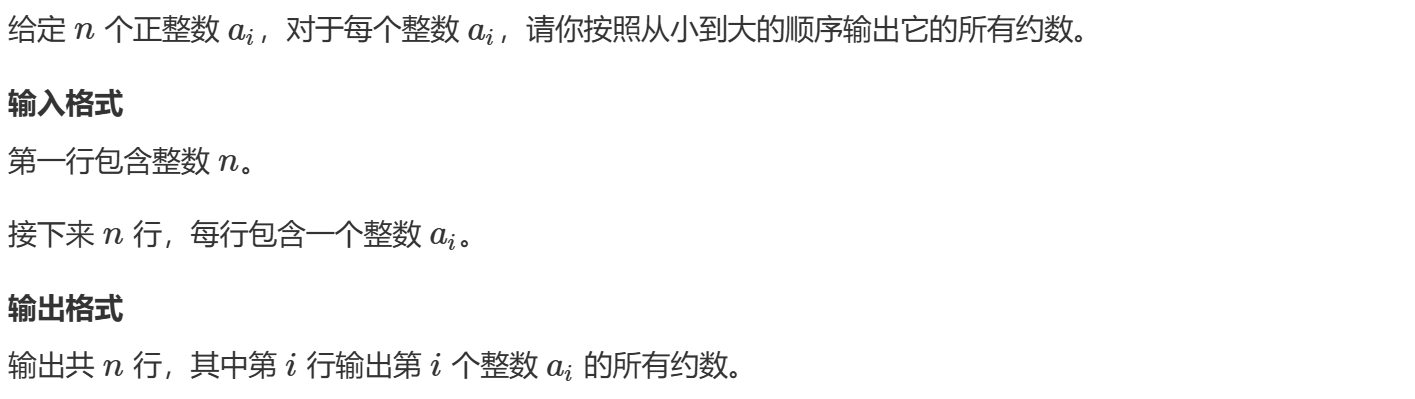 给定 n 个正整数 aᵢ，对于每个整数 aᵢ，请你按照从小到大的顺序输出它的所有约数。
输入格式
第一行包含整数 n。
接下来 n 行，每行包含一个整数 aᵢ。
输出格式
输出共 n 行，其中第 i 行输出第 i 个整数 aᵢ 的所有约数。